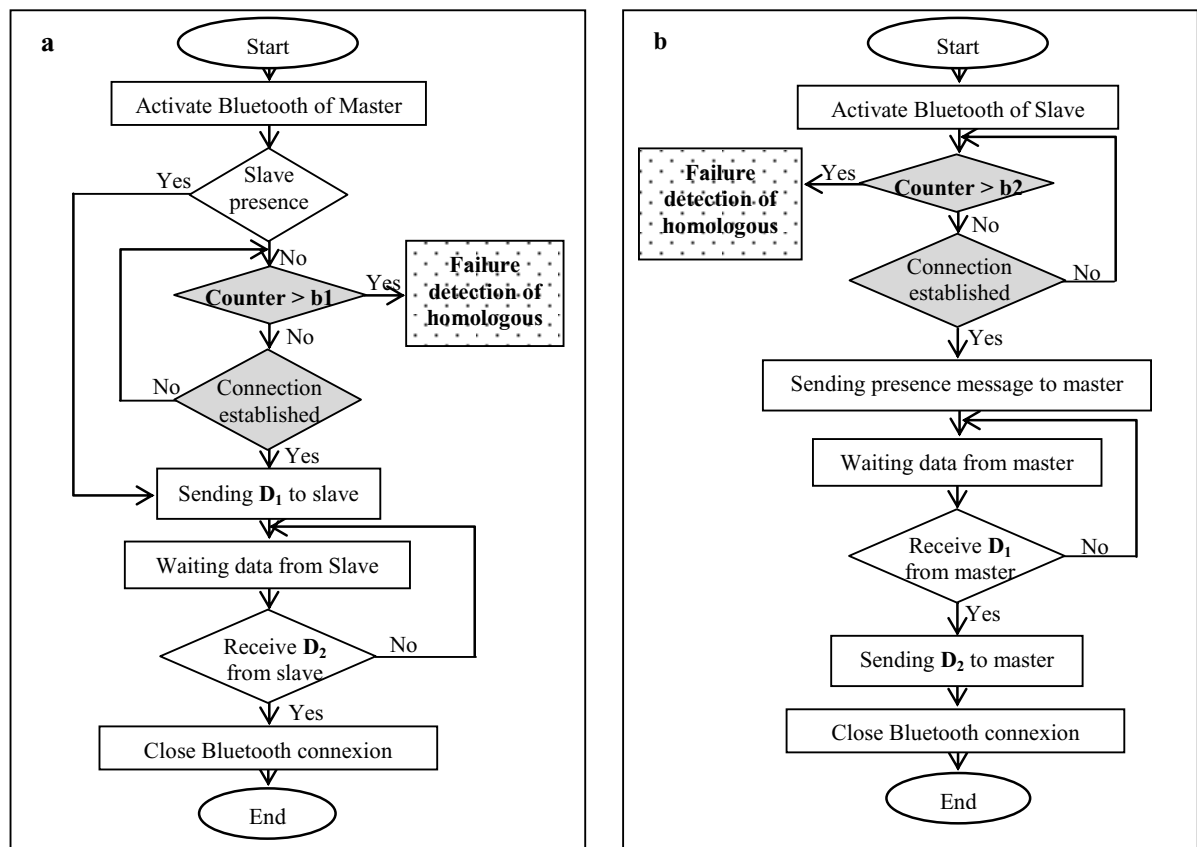 a
Start
Activate Bluetooth of Master
Slave
presence
Yes
No
Counter > b1
Yes
Failure
detection of
homologous
No
Connection
established
No
Yes
Sending D₁ to slave
Waiting data from Slave
Receive D₂
from slave
No
Yes
Close Bluetooth connexion
End
b
Start
Activate Bluetooth of Slave
Counter > b2
Yes
Failure
detection of
homologous
No
Connection
established
No
Yes
Sending presence message to master
Waiting data from master
Receive D₁
from master
No
Yes
Sending D₂ to master
Close Bluetooth connexion
End